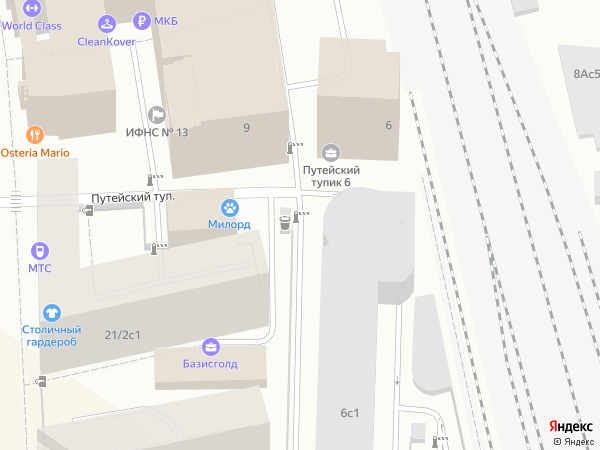 World Class
CleanKover
МКБ
8Ас5
ИФНС № 13
9
6
Osteria Mario
Путейский
тупик 6
Путейский туп.
Милорд
МТС
Столичный
гардероб
21/2с1
Базисголд
6с1
Яндекс
© Яндекс